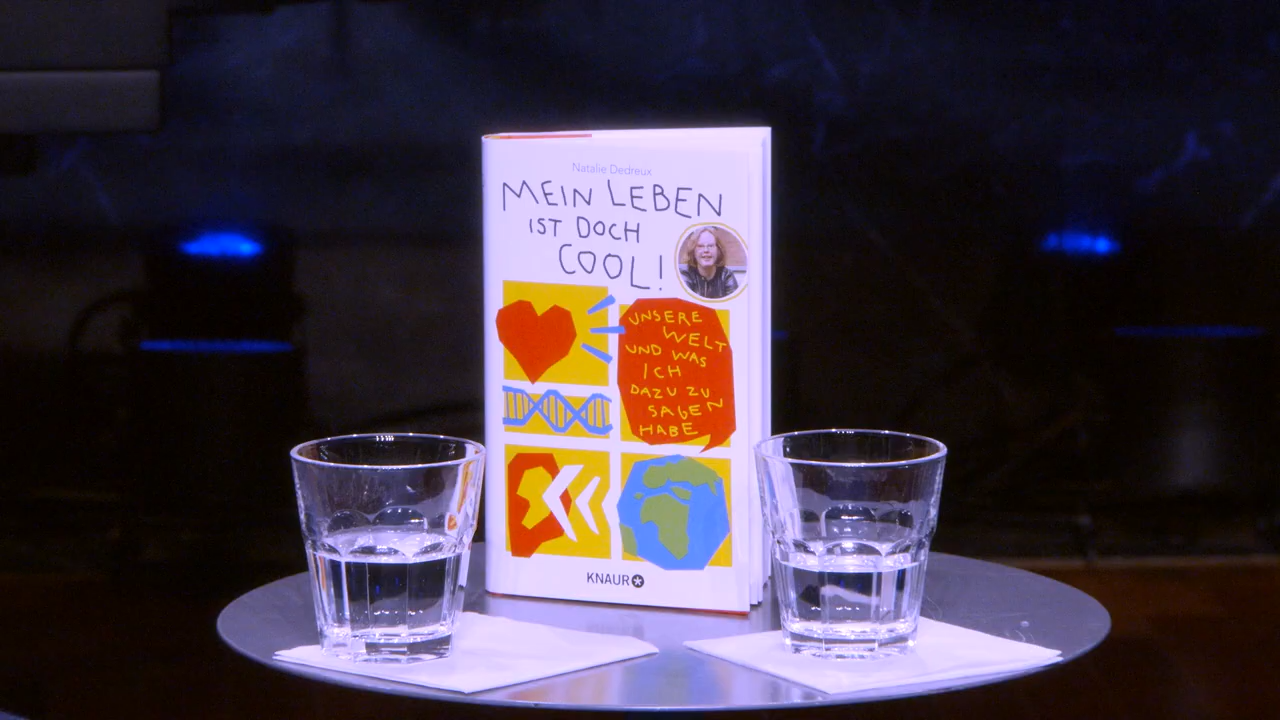 Natalie Dedreux
MEIN LEBEN
IST DOCH
COOL!
UNSERE
WELT
UND WAS
ICH
DAZU ZU
SAGEN
HABE
KNAUR